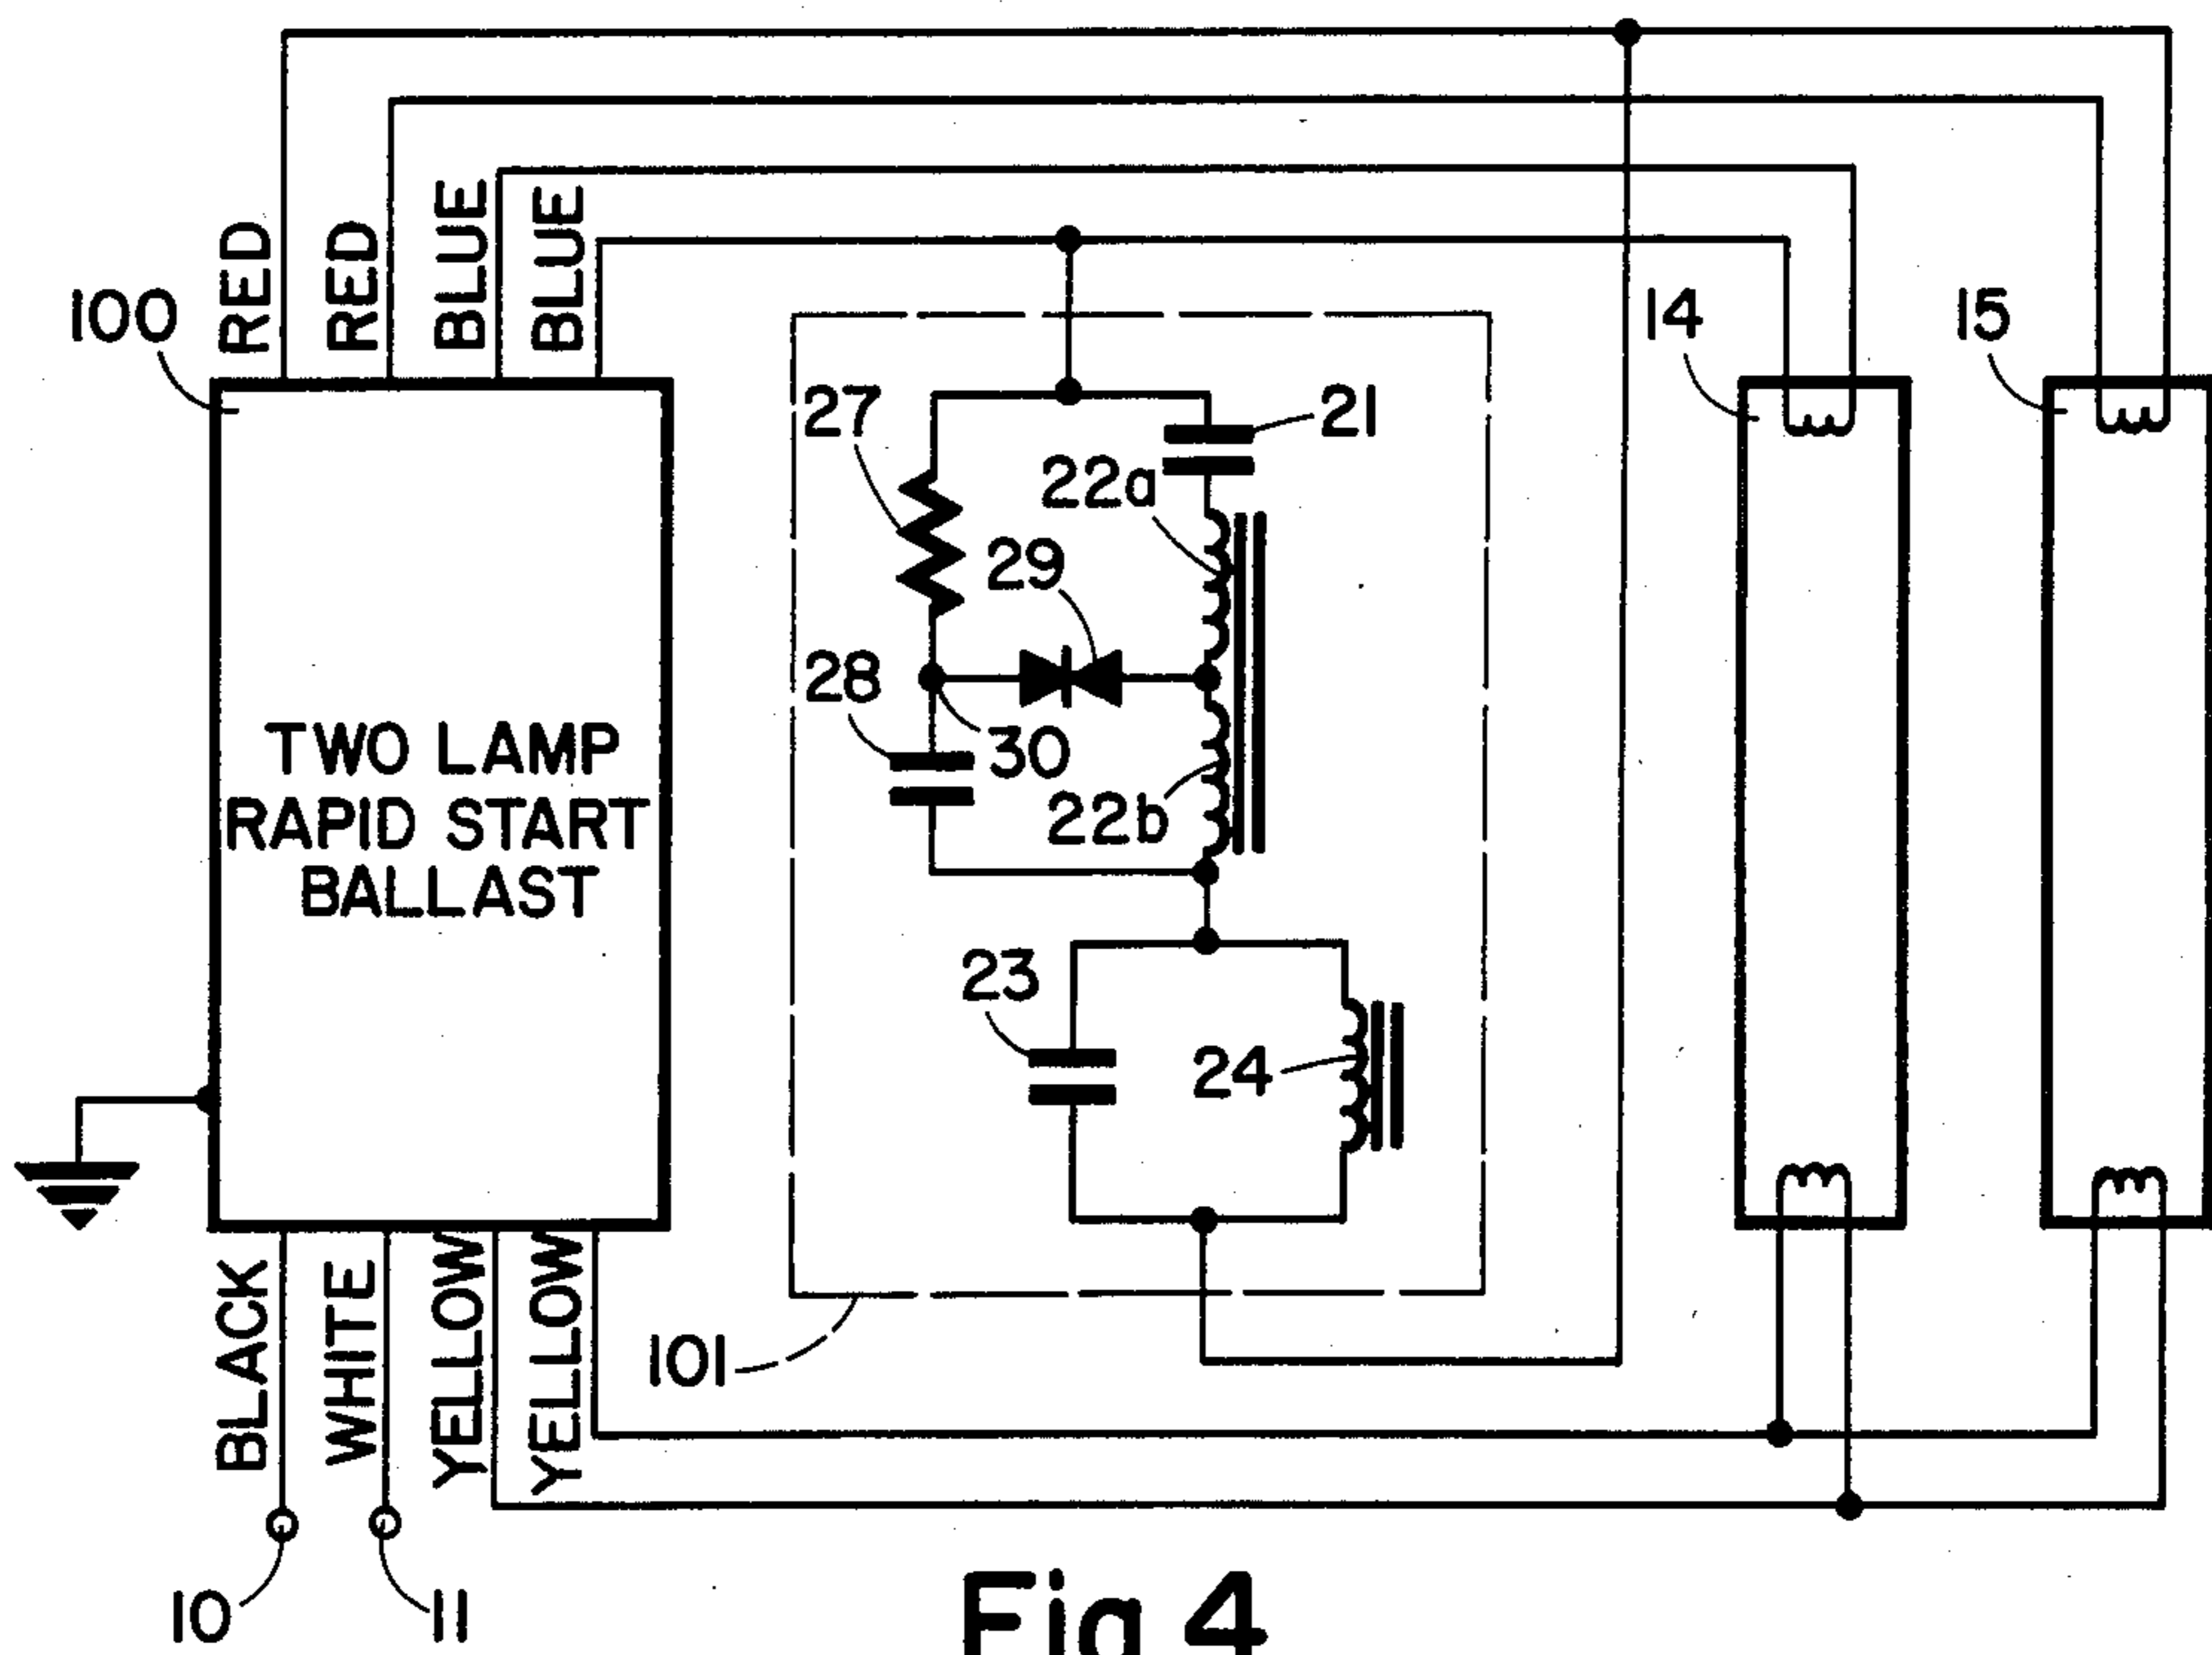 RED
RED
BLUE
BLUE
100
14
15
27
21
22a
29
28
30
22b
TWO LAMP
RAPID START
BALLAST
23
24
BLACK
WHITE
YELLOW
YELLOW
101
10
11
Fig 4